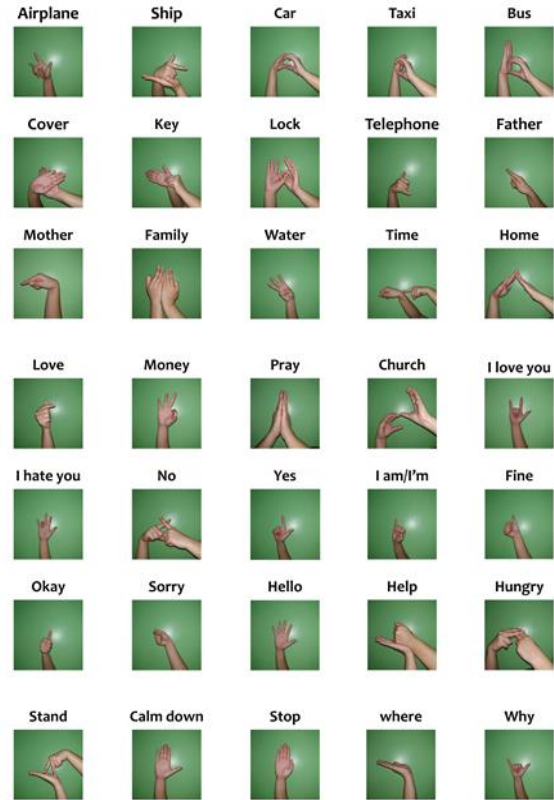 Airplane Ship Car Taxi Bus
Cover Key Lock Telephone Father
Mother Family Water Time Home
Love Money Pray Church I love you
I hate you No Yes I am/I'm Fine
Okay Sorry Hello Help Hungry
Stand Calm down Stop where Why